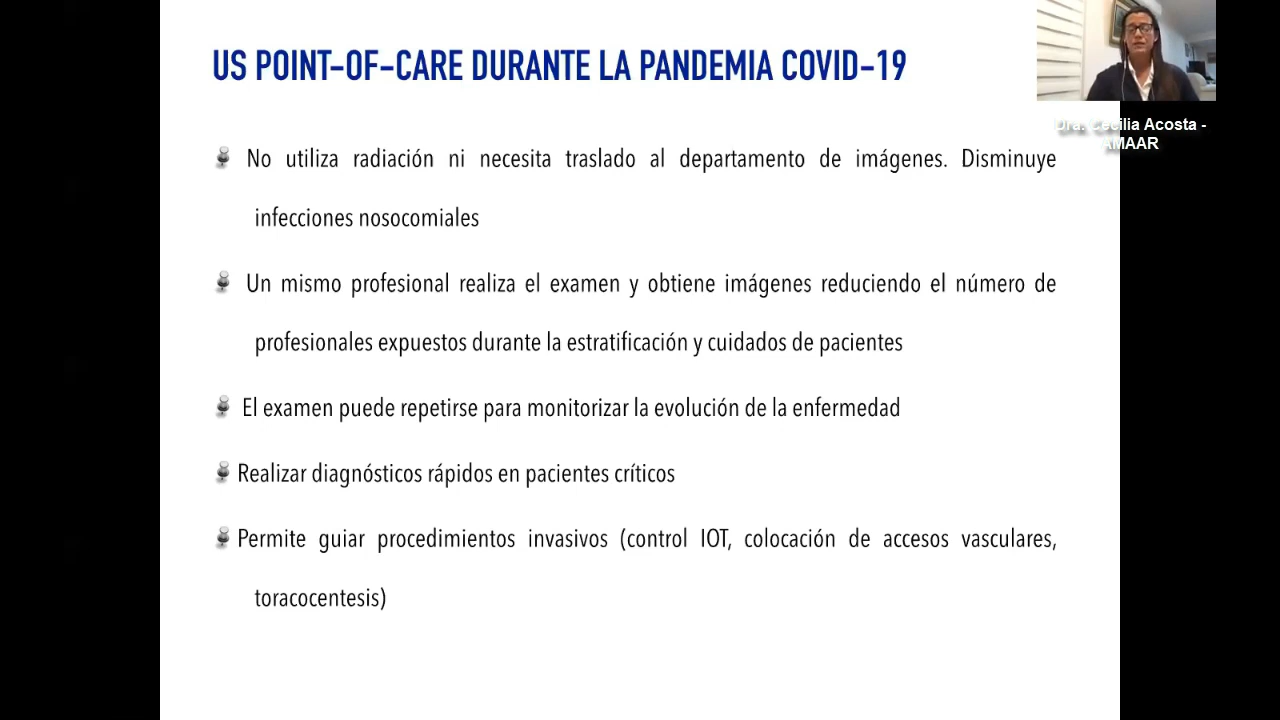 US POINT-OF-CARE DURANTE LA PANDEMIA COVID-19
Dra. Cecilia Acosta -
AMAAR
No utiliza radiación ni necesita traslado al departamento de imágenes. Disminuye
infecciones nosocomiales
Un mismo profesional realiza el examen y obtiene imágenes reduciendo el número de
profesionales expuestos durante la estratificación y cuidados de pacientes
El examen puede repetirse para monitorizar la evolución de la enfermedad
Realizar diagnósticos rápidos en pacientes críticos
Permite guiar procedimientos invasivos (control IOT, colocación de accesos vasculares,
toracocentesis)